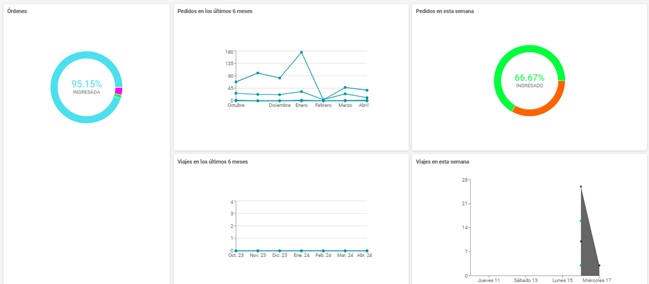 Órdenes
95.15%
INGRESADA
Pedidos en los últimos 6 meses
180
135
90
45
0
Octubre Diciembre Enero Febrero Marzo Abril
Pedidos en esta semana
66.67%
INGRESADO
Viajes en los últimos 6 meses
4
3
2
1
0
Oct. 23 Nov. 23 Dic. 23 Ene. 24 Feb. 24 Mar. 24 Abr. 24
Viajes en esta semana
28
21
14
7
0
Jueves 11 Sábado 13 Lunes 15 Miércoles 17